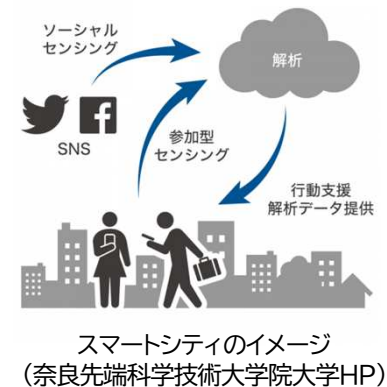 ソーシャル
センシング
解析
SNS
参加型
センシング
行動支援
解析データ提供
スマートシティのイメージ
（奈良先端科学技術大学院大学HP）